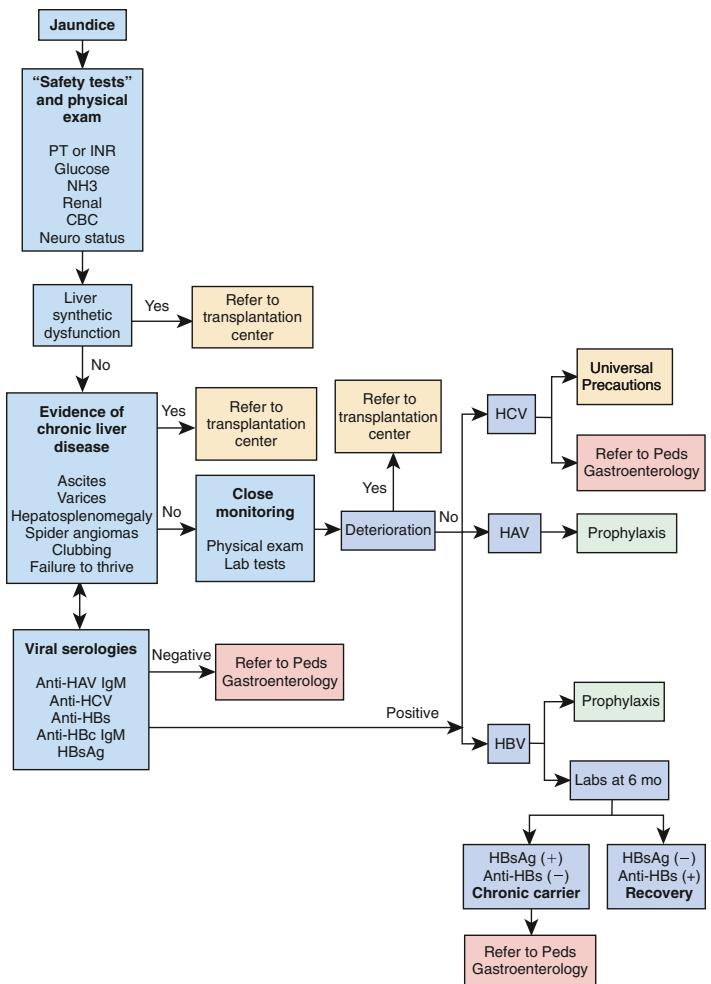 Jaundice
“Safety tests”
and physical
exam
PT or INR
Glucose
NH3
Renal
CBC
Neuro status
Liver
synthetic
dysfunction
Yes
Refer to
transplantation
center
No
Evidence of
chronic liver
disease
Ascites
Varices
Hepatosplenomegaly
Spider angiomas
Clubbing
Failure to thrive
Yes
Refer to
transplantation
center
No
Close
monitoring
Physical exam
Lab tests
Deterioration
Yes
Refer to
transplantation
center
No
HCV
Universal
Precautions
Refer to Peds
Gastroenterology
HAV
Prophylaxis
Viral serologies
Anti-HAV IgM
Anti-HCV
Anti-HBs
Anti-HBc IgM
HBsAg
Negative
Refer to Peds
Gastroenterology
Positive
HBV
Prophylaxis
Labs at 6 mo
HBsAg (+)
Anti-HBs (−)
Chronic carrier
HBsAg (−)
Anti-HBs (+)
Recovery
Refer to Peds
Gastroenterology